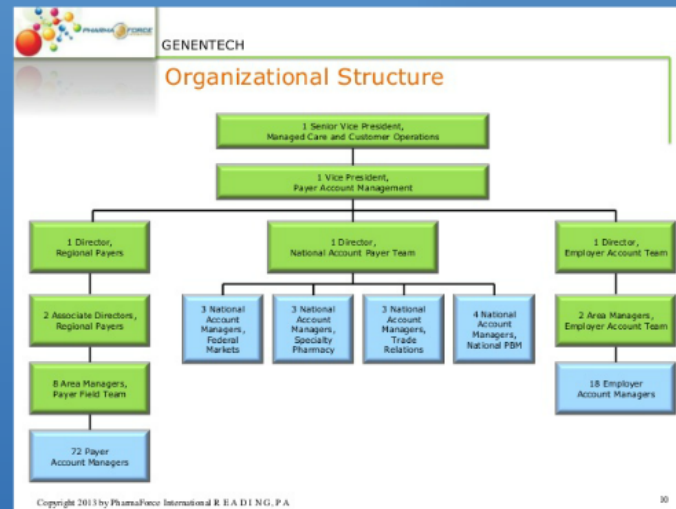 PHARMA FORCE
GENENTECH
Organizational Structure
1 Senior Vice President,
Managed Care and Customer Operations
1 Vice President,
Payer Account Management
1 Director,
Regional Payers
1 Director,
National Account Payer Team
1 Director,
Employer Account Team
2 Associate Directors,
Regional Payers
3 National
Account
Managers,
Federal
Markets
3 National
Account
Managers,
Specialty
Pharmacy
3 National
Account
Managers,
Trade
Relations
4 National
Account
Managers,
National PBM
2 Area Managers,
Employer Account Team
8 Area Managers,
Payer Field Team
18 Employer
Account Managers
72 Payer
Account Managers
Copyright 2013 by PharmaForce International READING, PA
10